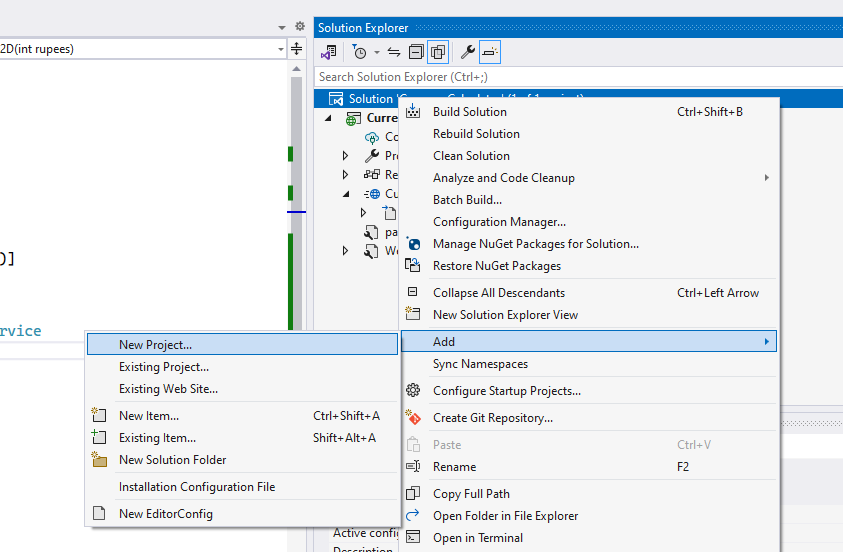 Solution Explorer
2D(int rupees)
Search Solution Explorer (Ctrl+;)
Solution
Build Solution Ctrl+Shift+B
Curre
Rebuild Solution
Co
Clean Solution
Pr
Analyze and Code Cleanup
Re
Batch Build...
Cu
Configuration Manager...
pa
Manage NuGet Packages for Solution...
We
]
Restore NuGet Packages
Collapse All Descendants Ctrl+Left Arrow
New Solution Explorer View
rvice
Add
New Project...
Existing Project...
Existing Web Site...
New Item... Ctrl+Shift+A
Existing Item... Shift+Alt+A
New Solution Folder
Installation Configuration File
New EditorConfig
Sync Namespaces
Configure Startup Projects...
Create Git Repository...
Paste Ctrl+V
Rename F2
Copy Full Path
Open Folder in File Explorer
Active config
Open in Terminal
Description